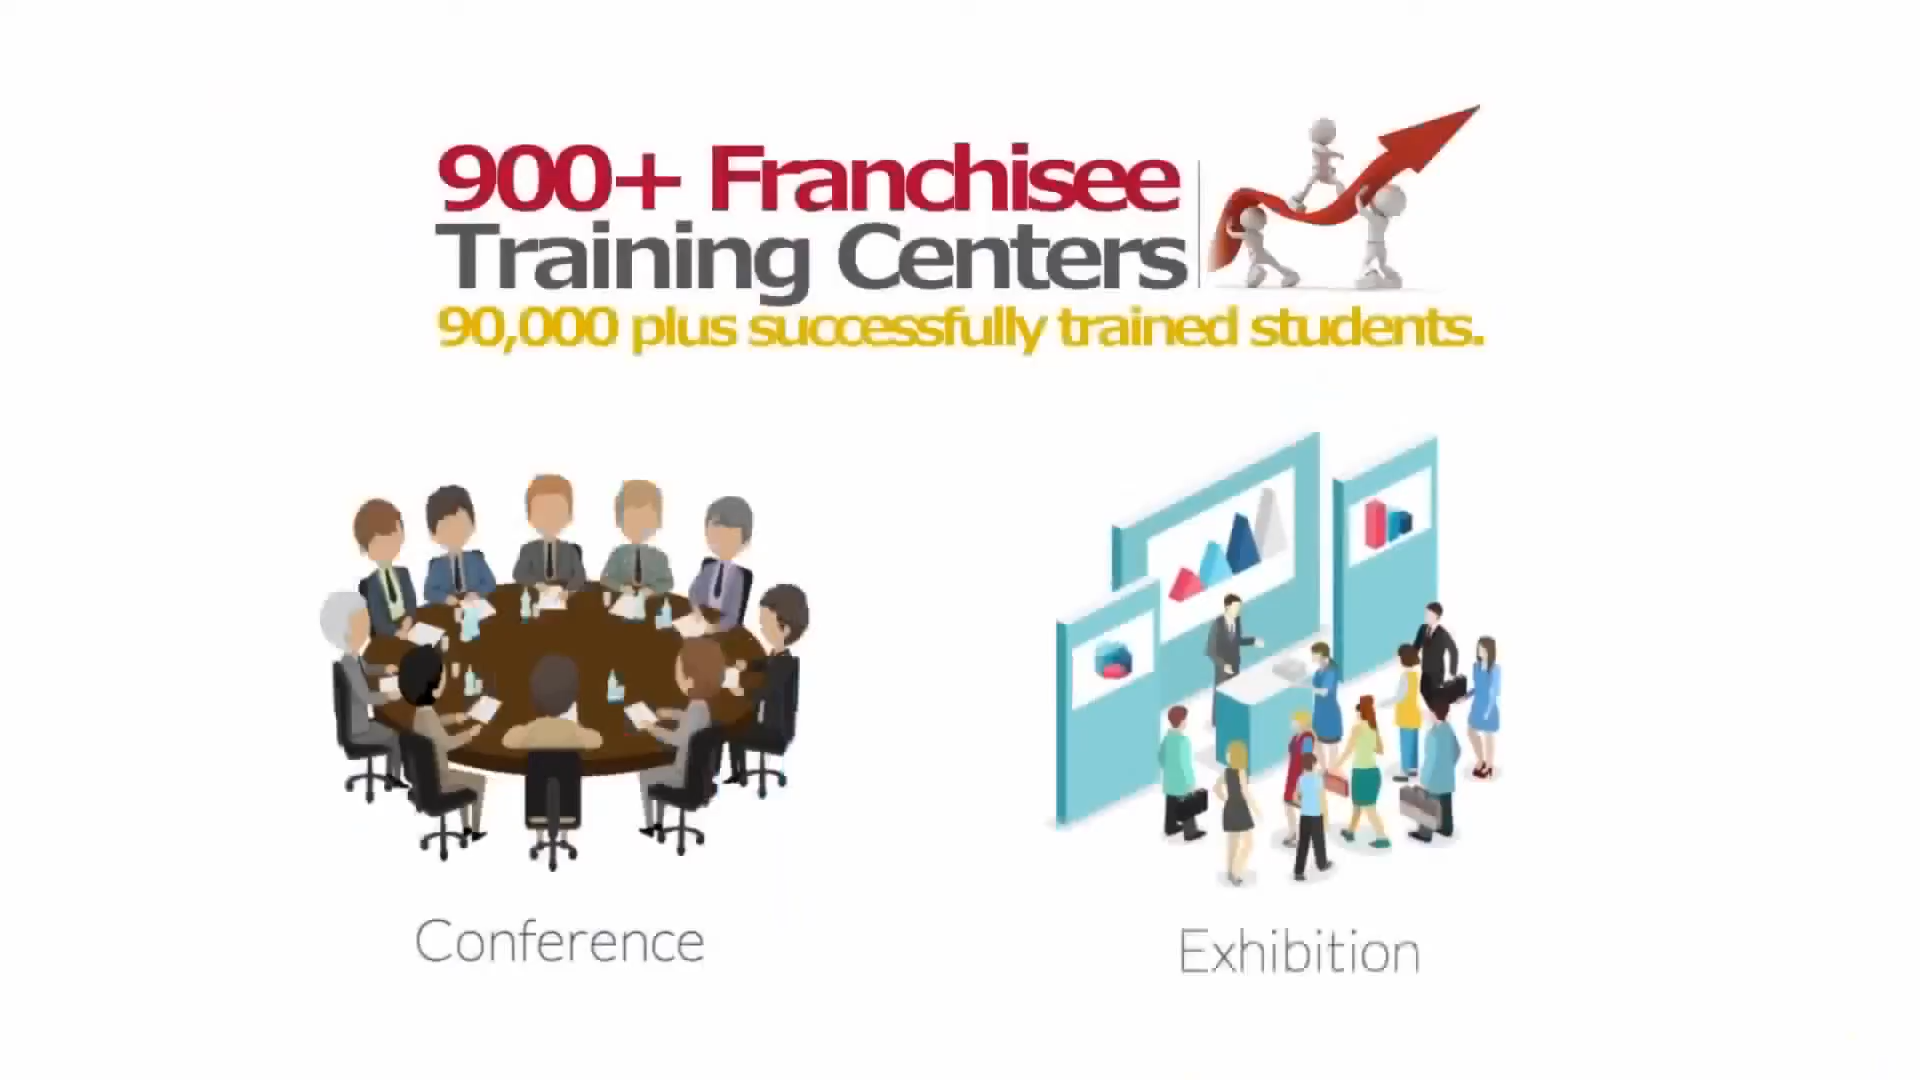 900+ Franchisee
Training Centers
90,000 plus successfully trained students.
Conference
Exhibition